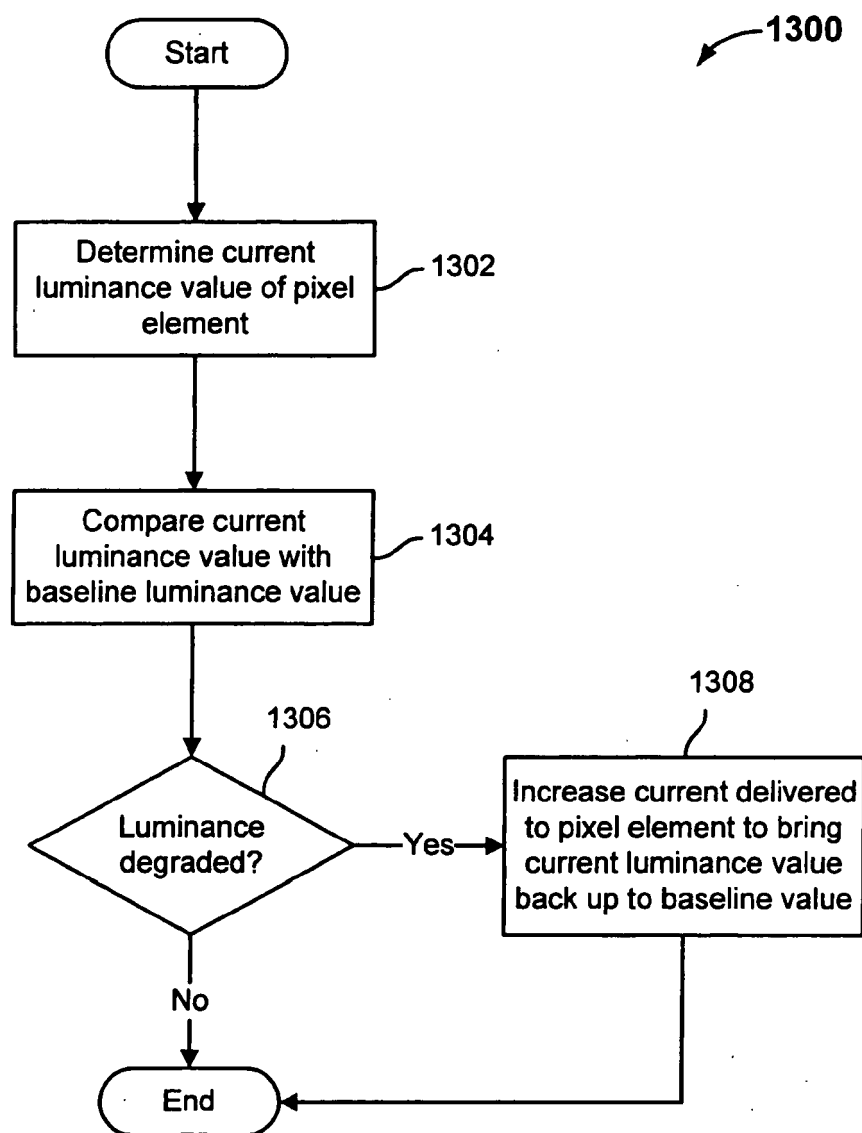 1300
Start
Determine current
luminance value of pixel
element
1302
Compare current
luminance value with
baseline luminance value
1304
1306
Luminance
degraded?
Yes
1308
Increase current delivered
to pixel element to bring
current luminance value
back up to baseline value
No
End